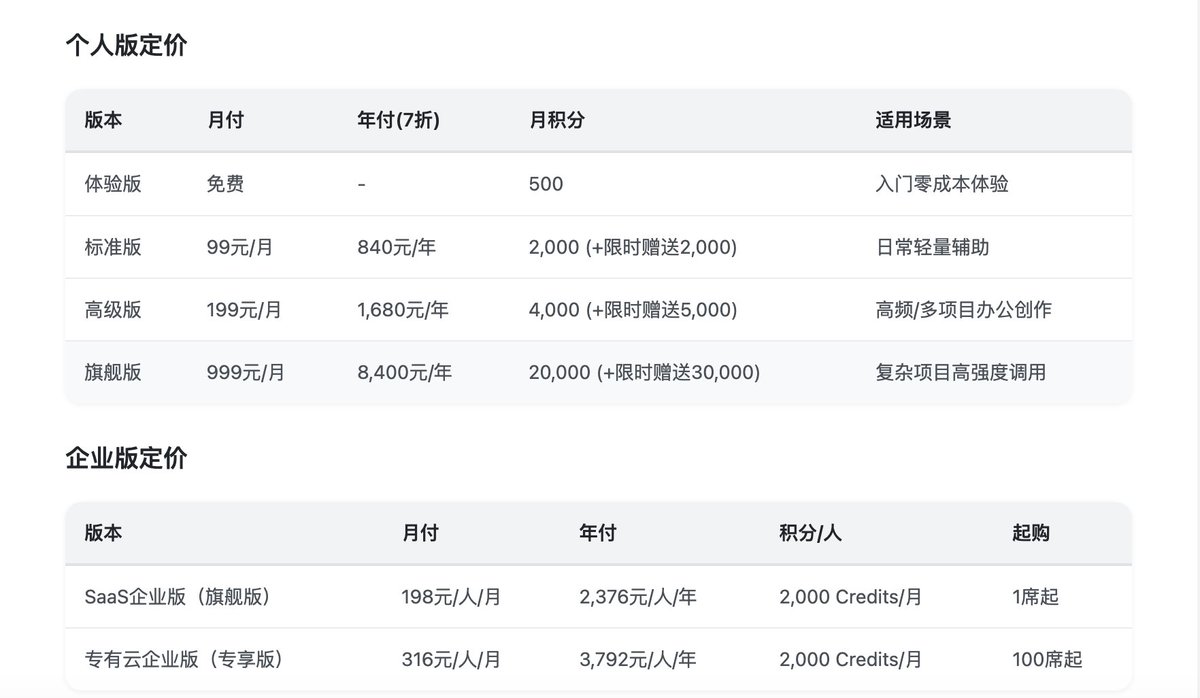 个人版定价
版本 月付 年付(7折) 月积分 适用场景
体验版 免费 - 500 入门零成本体验
标准版 99元/月 840元/年 2,000 (+限时赠送2,000) 日常轻量辅助
高级版 199元/月 1,680元/年 4,000 (+限时赠送5,000) 高频/多项目办公创作
旗舰版 999元/月 8,400元/年 20,000 (+限时赠送30,000) 复杂项目高强度调用
企业版定价
版本 月付 年付 积分/人 起购
SaaS企业版（旗舰版） 198元/人/月 2,376元/人/年 2,000 Credits/月 1席起
专有云企业版（专享版） 316元/人/月 3,792元/人/年 2,000 Credits/月 100席起